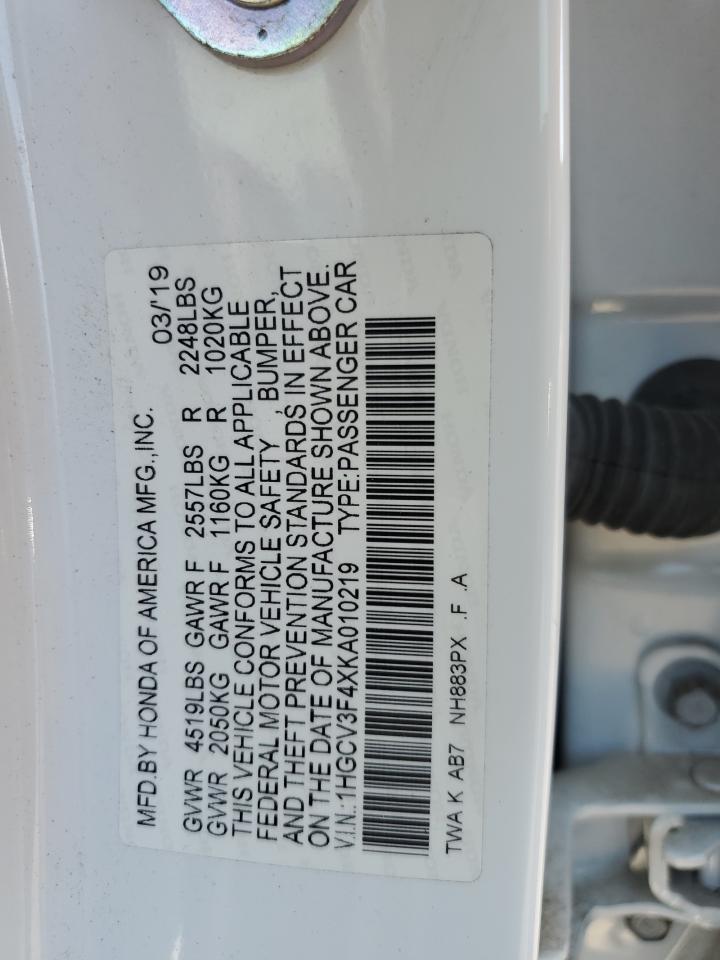 MFD.BY HONDA OF AMERICA MFG.,INC. 03/'19
GVWR 4519LBS GAWR F 2557LBS R 2248LBS
GVWR 2050KG GAWR F 1160KG R 1020KG
THIS VEHICLE CONFORMS TO ALL APPLICABLE
FEDERAL MOTOR VEHICLE SAFETY , BUMPER,
AND THEFT PREVENTION STANDARDS, IN EFFECT
ON THE DATE OF MANUFACTURE SHOWN ABOVE.
V.I.N.:1HGCV3F4XKA010219 TYPE:PASSENGER CAR
TWA K AB7 NH883PX .F .A